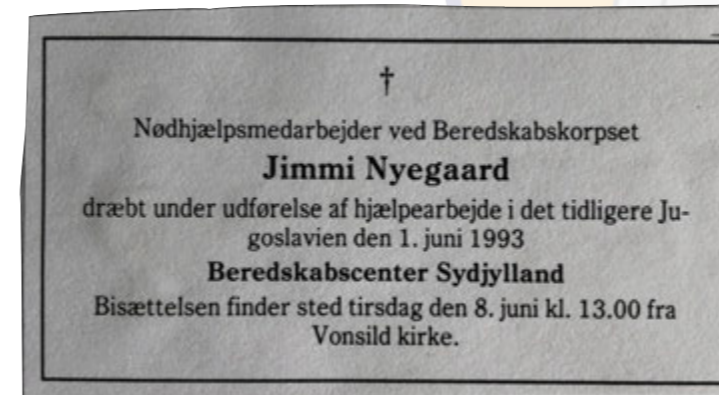 †
Nødhjælpsmedarbejder ved Beredskabskorpset
Jimmi Nyegaard
dræbt under udførelse af hjælpearbejde i det tidligere Ju-
goslavien den 1. juni 1993
Beredskabscenter Sydjylland
Bisættelsen finder sted tirsdag den 8. juni kl. 13.00 fra
Vonsild kirke.